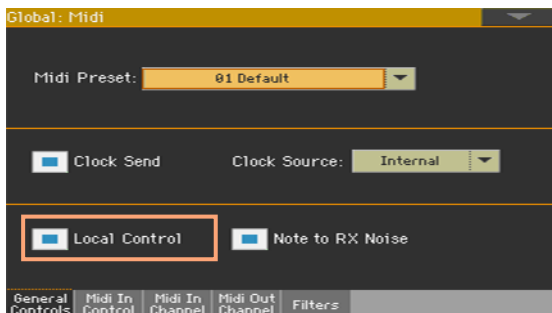 Global: Midi
Midi Preset: 01 Default
Clock Send Clock Source: Internal
Local Control Note to RX Noise
General Controls Midi In Control Midi In Channel Midi Out Channel Filters